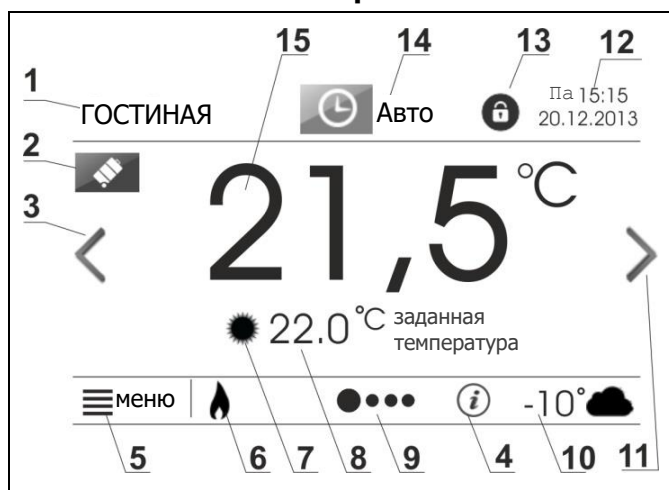 15 14 13 12
1 ГОСТИНАЯ Авто Па 15:15
20.12.2013
2
3 21,5°C
22.0°C заданная
температура
меню i -10°
5 6 7 8 9 4 10 11